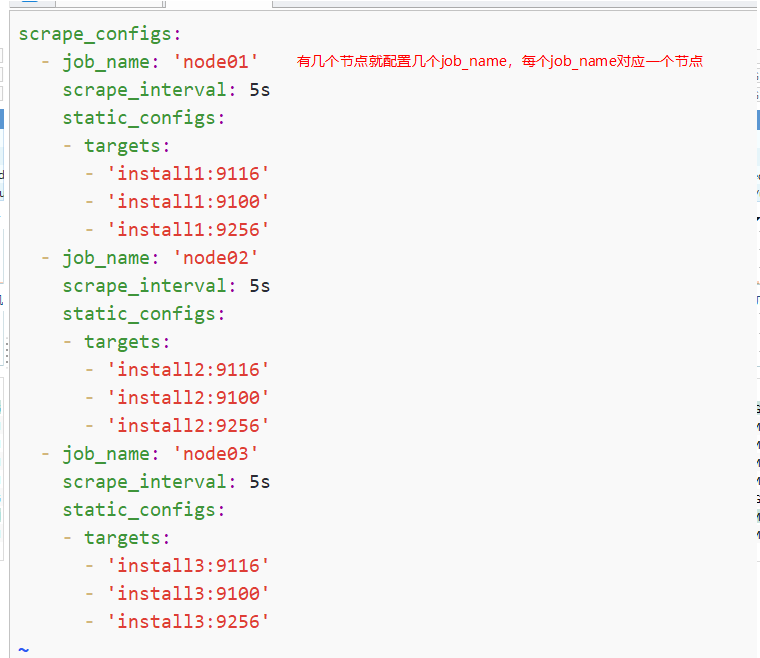 scrape_configs:
  - job_name: 'node01'    有几个节点就配置几个job_name，每个job_name对应一个节点
    scrape_interval: 5s
    static_configs:
    - targets:
      - 'install1:9116'
      - 'install1:9100'
      - 'install1:9256'
  - job_name: 'node02'
    scrape_interval: 5s
    static_configs:
    - targets:
      - 'install2:9116'
      - 'install2:9100'
      - 'install2:9256'
  - job_name: 'node03'
    scrape_interval: 5s
    static_configs:
    - targets:
      - 'install3:9116'
      - 'install3:9100'
      - 'install3:9256'
~